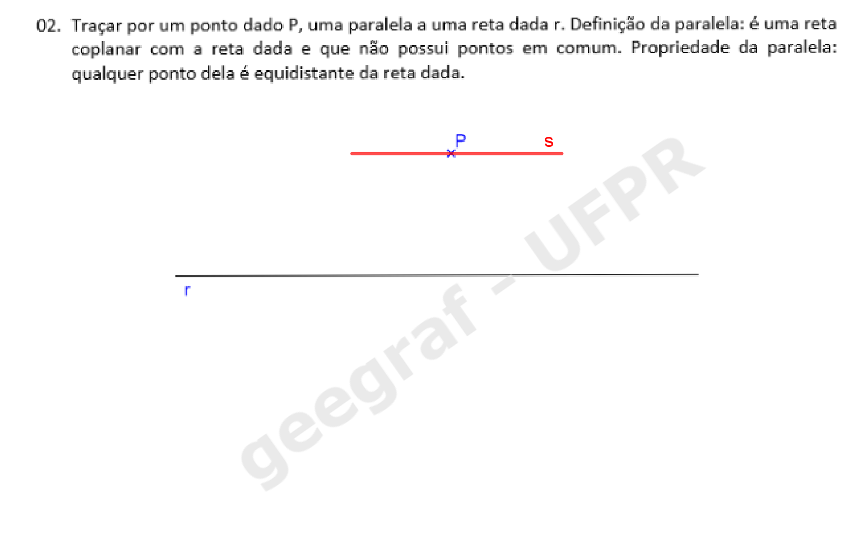 02. Traçar por um ponto dado P, uma paralela a uma reta dada r. Definição da paralela: é uma reta
coplanar com a reta dada e que não possui pontos em comum. Propriedade da paralela:
qualquer ponto dela é equidistante da reta dada.
P s
r
geegraf - UFPR